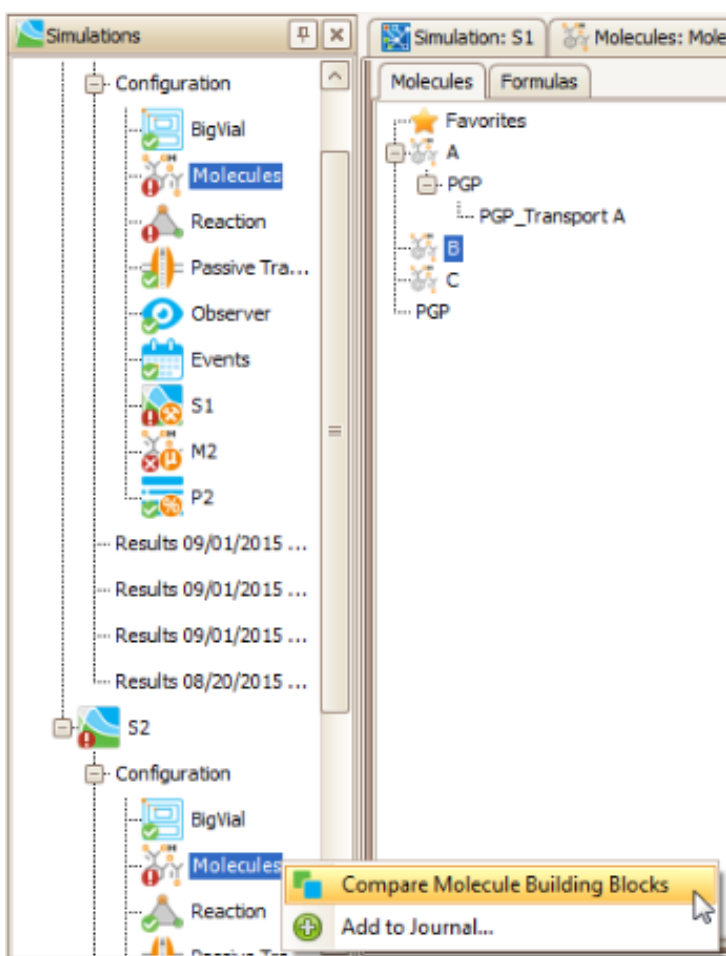 Simulations
Configuration
BigVial
Molecules
Reaction
Passive Tra...
Observer
Events
S1
M2
P2
Results 09/01/2015 ...
Results 09/01/2015 ...
Results 09/01/2015 ...
Results 08/20/2015 ...
S2
Configuration
BigVial
Molecules
Reaction
Simulation: S1
Molecules: Mole
Molecules
Formulas
Favorites
A
PGP
PGP_Transport A
B
C
PGP
Compare Molecule Building Blocks
Add to Journal...